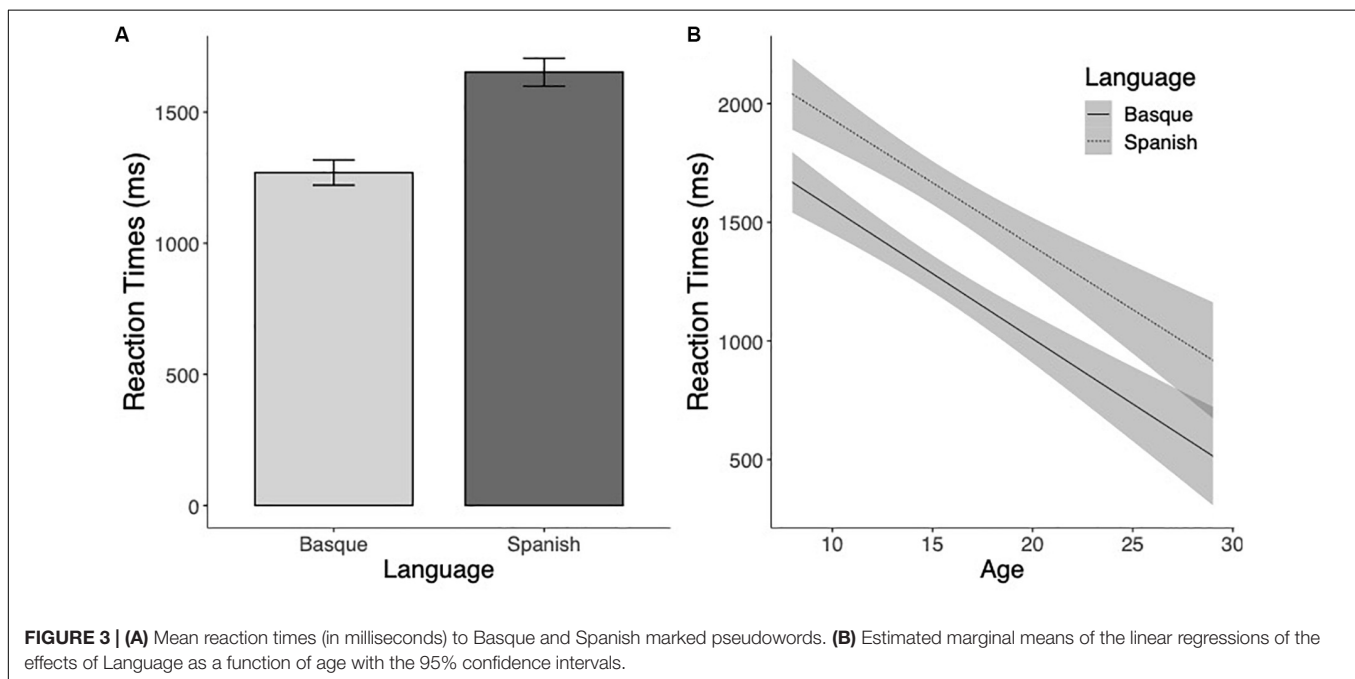 A
1500
1000
500
0
Reaction Times (ms)
Basque
Spanish
Language
B
2000
1500
1000
500
Reaction Times (ms)
Language
Basque
Spanish
10
15
20
25
30
Age
FIGURE 3 | (A) Mean reaction times (in milliseconds) to Basque and Spanish marked pseudowords. (B) Estimated marginal means of the linear regressions of the
effects of Language as a function of age with the 95% confidence intervals.